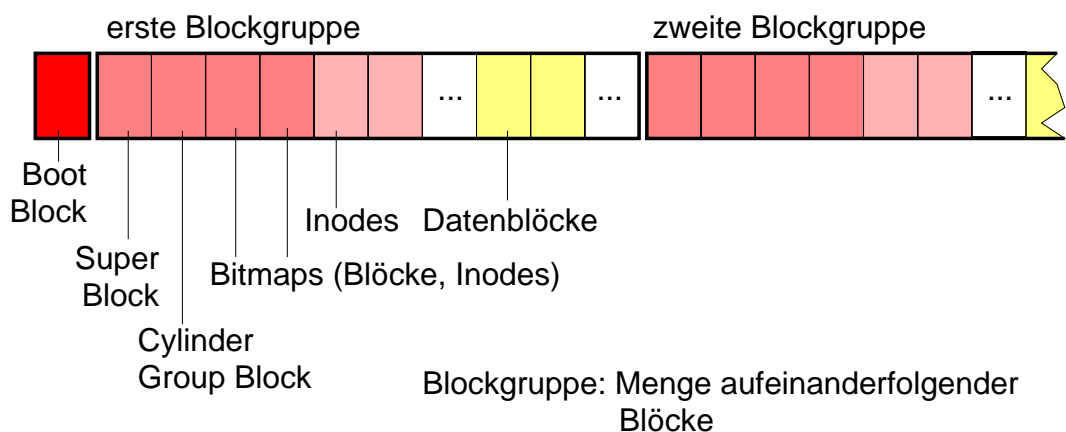 erste Blockgruppe
zweite Blockgruppe
...
...
...
Boot
Block
Inodes
Datenblöcke
Super
Block
Bitmaps (Blöcke, Inodes)
Cylinder
Group Block
Blockgruppe: Menge aufeinanderfolgender
Blöcke